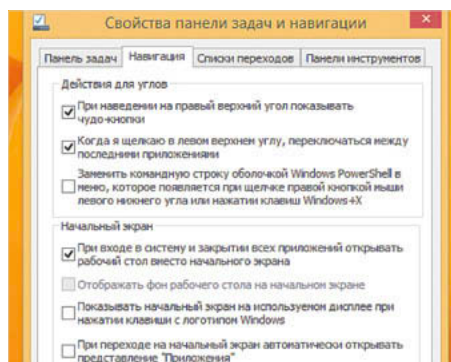 Свойства панели задач и навигации
Панель задач Навигация Списки переходов Панели инструментов
Действия для углов
При наведении на правый верхний угол показывать
чудо-кнопки
Когда я щелкаю в левом верхнем углу, переключаться между
последними приложениями
Заменить командную строку оболочкой Windows PowerShell в
меню, которое появляется при щелчке правой кнопкой мыши
левого нижнего угла или нажатии клавиш Windows+X
Начальный экран
При входе в систему и закрытии всех приложений открывать
рабочий стол вместо начального экрана
Отображать фон рабочего стола на начальном экране
Показывать начальный экран на используемом дисплее при
нажатии клавиши с логотипом Windows
При переходе на начальный экран автоматически открывать
представление "Приложения"